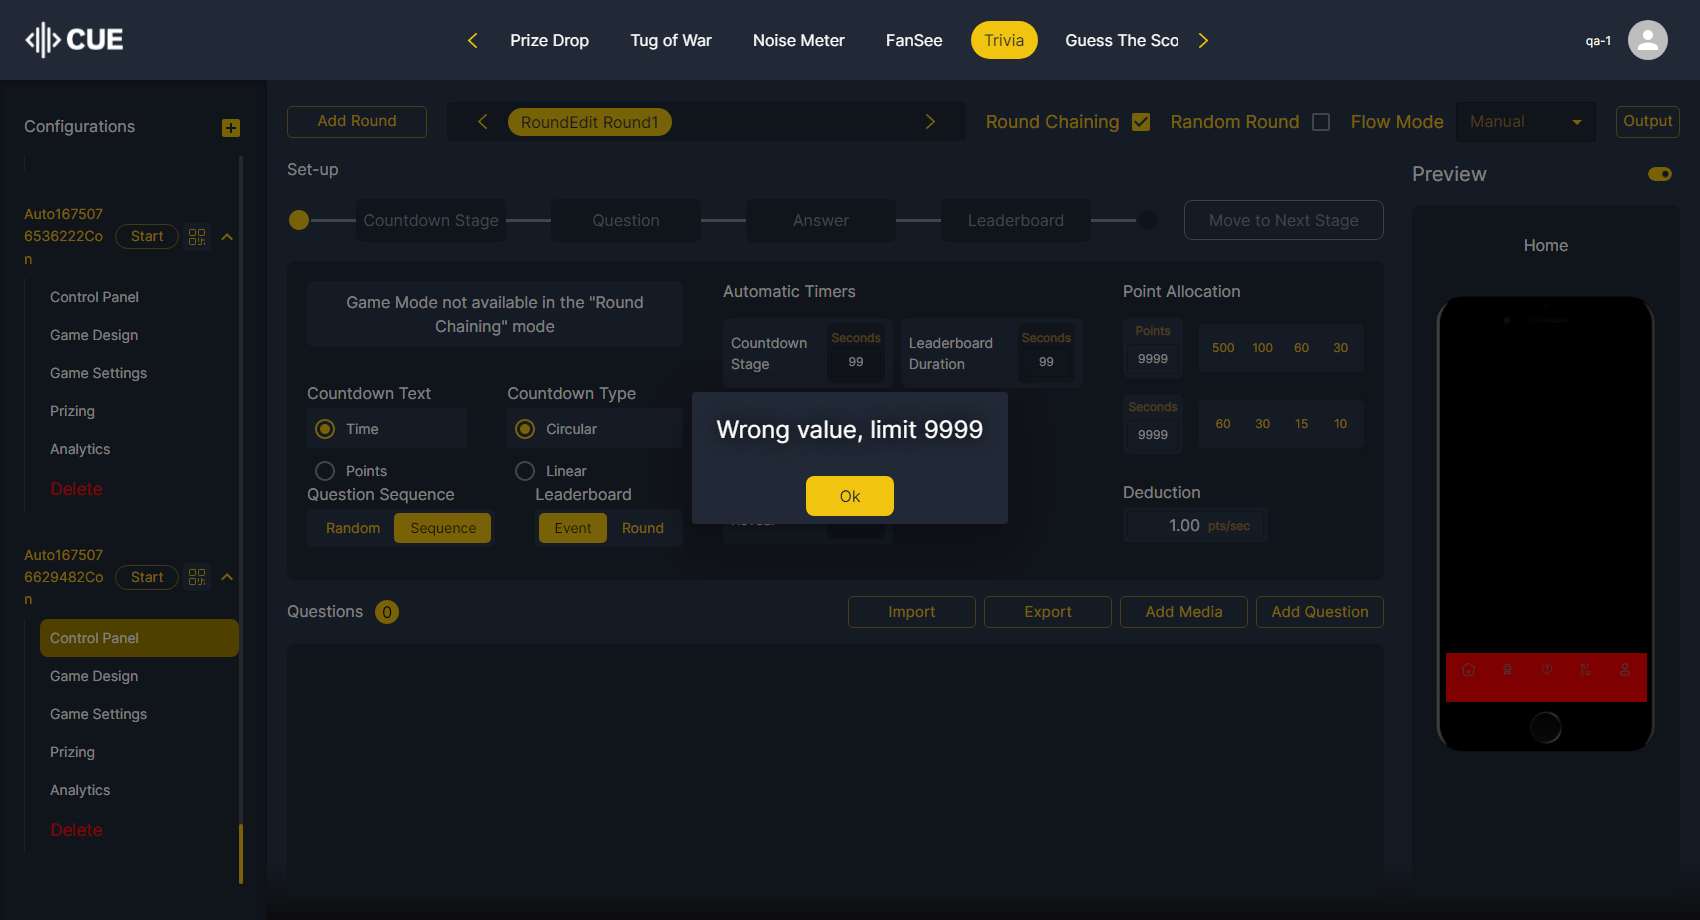 CUE
Prize Drop
Tug of War
Noise Meter
FanSee
Trivia
Guess The Sco
qa-1
Configurations
Auto167507
6536222Co
n
Start
Control Panel
Game Design
Game Settings
Prizing
Analytics
Delete
Auto167507
6629482Co
n
Start
Control Panel
Game Design
Game Settings
Prizing
Analytics
Delete
Add Round
RoundEdit Round1
Round Chaining
Random Round
Flow Mode
Manual
Output
Set-up
Countdown Stage
Question
Answer
Leaderboard
Move to Next Stage
Game Mode not available in the "Round
Chaining" mode
Countdown Text
Time
Points
Countdown Type
Circular
Linear
Question Sequence
Random
Sequence
Leaderboard
Event
Round
Automatic Timers
Countdown
Stage
Seconds
99
Leaderboard
Duration
Seconds
99
Point Allocation
Points
9999
500
100
60
30
Seconds
9999
60
30
15
10
Deduction
1.00 pts/sec
Wrong value, limit 9999
Ok
Questions
0
Import
Export
Add Media
Add Question
Preview
Home